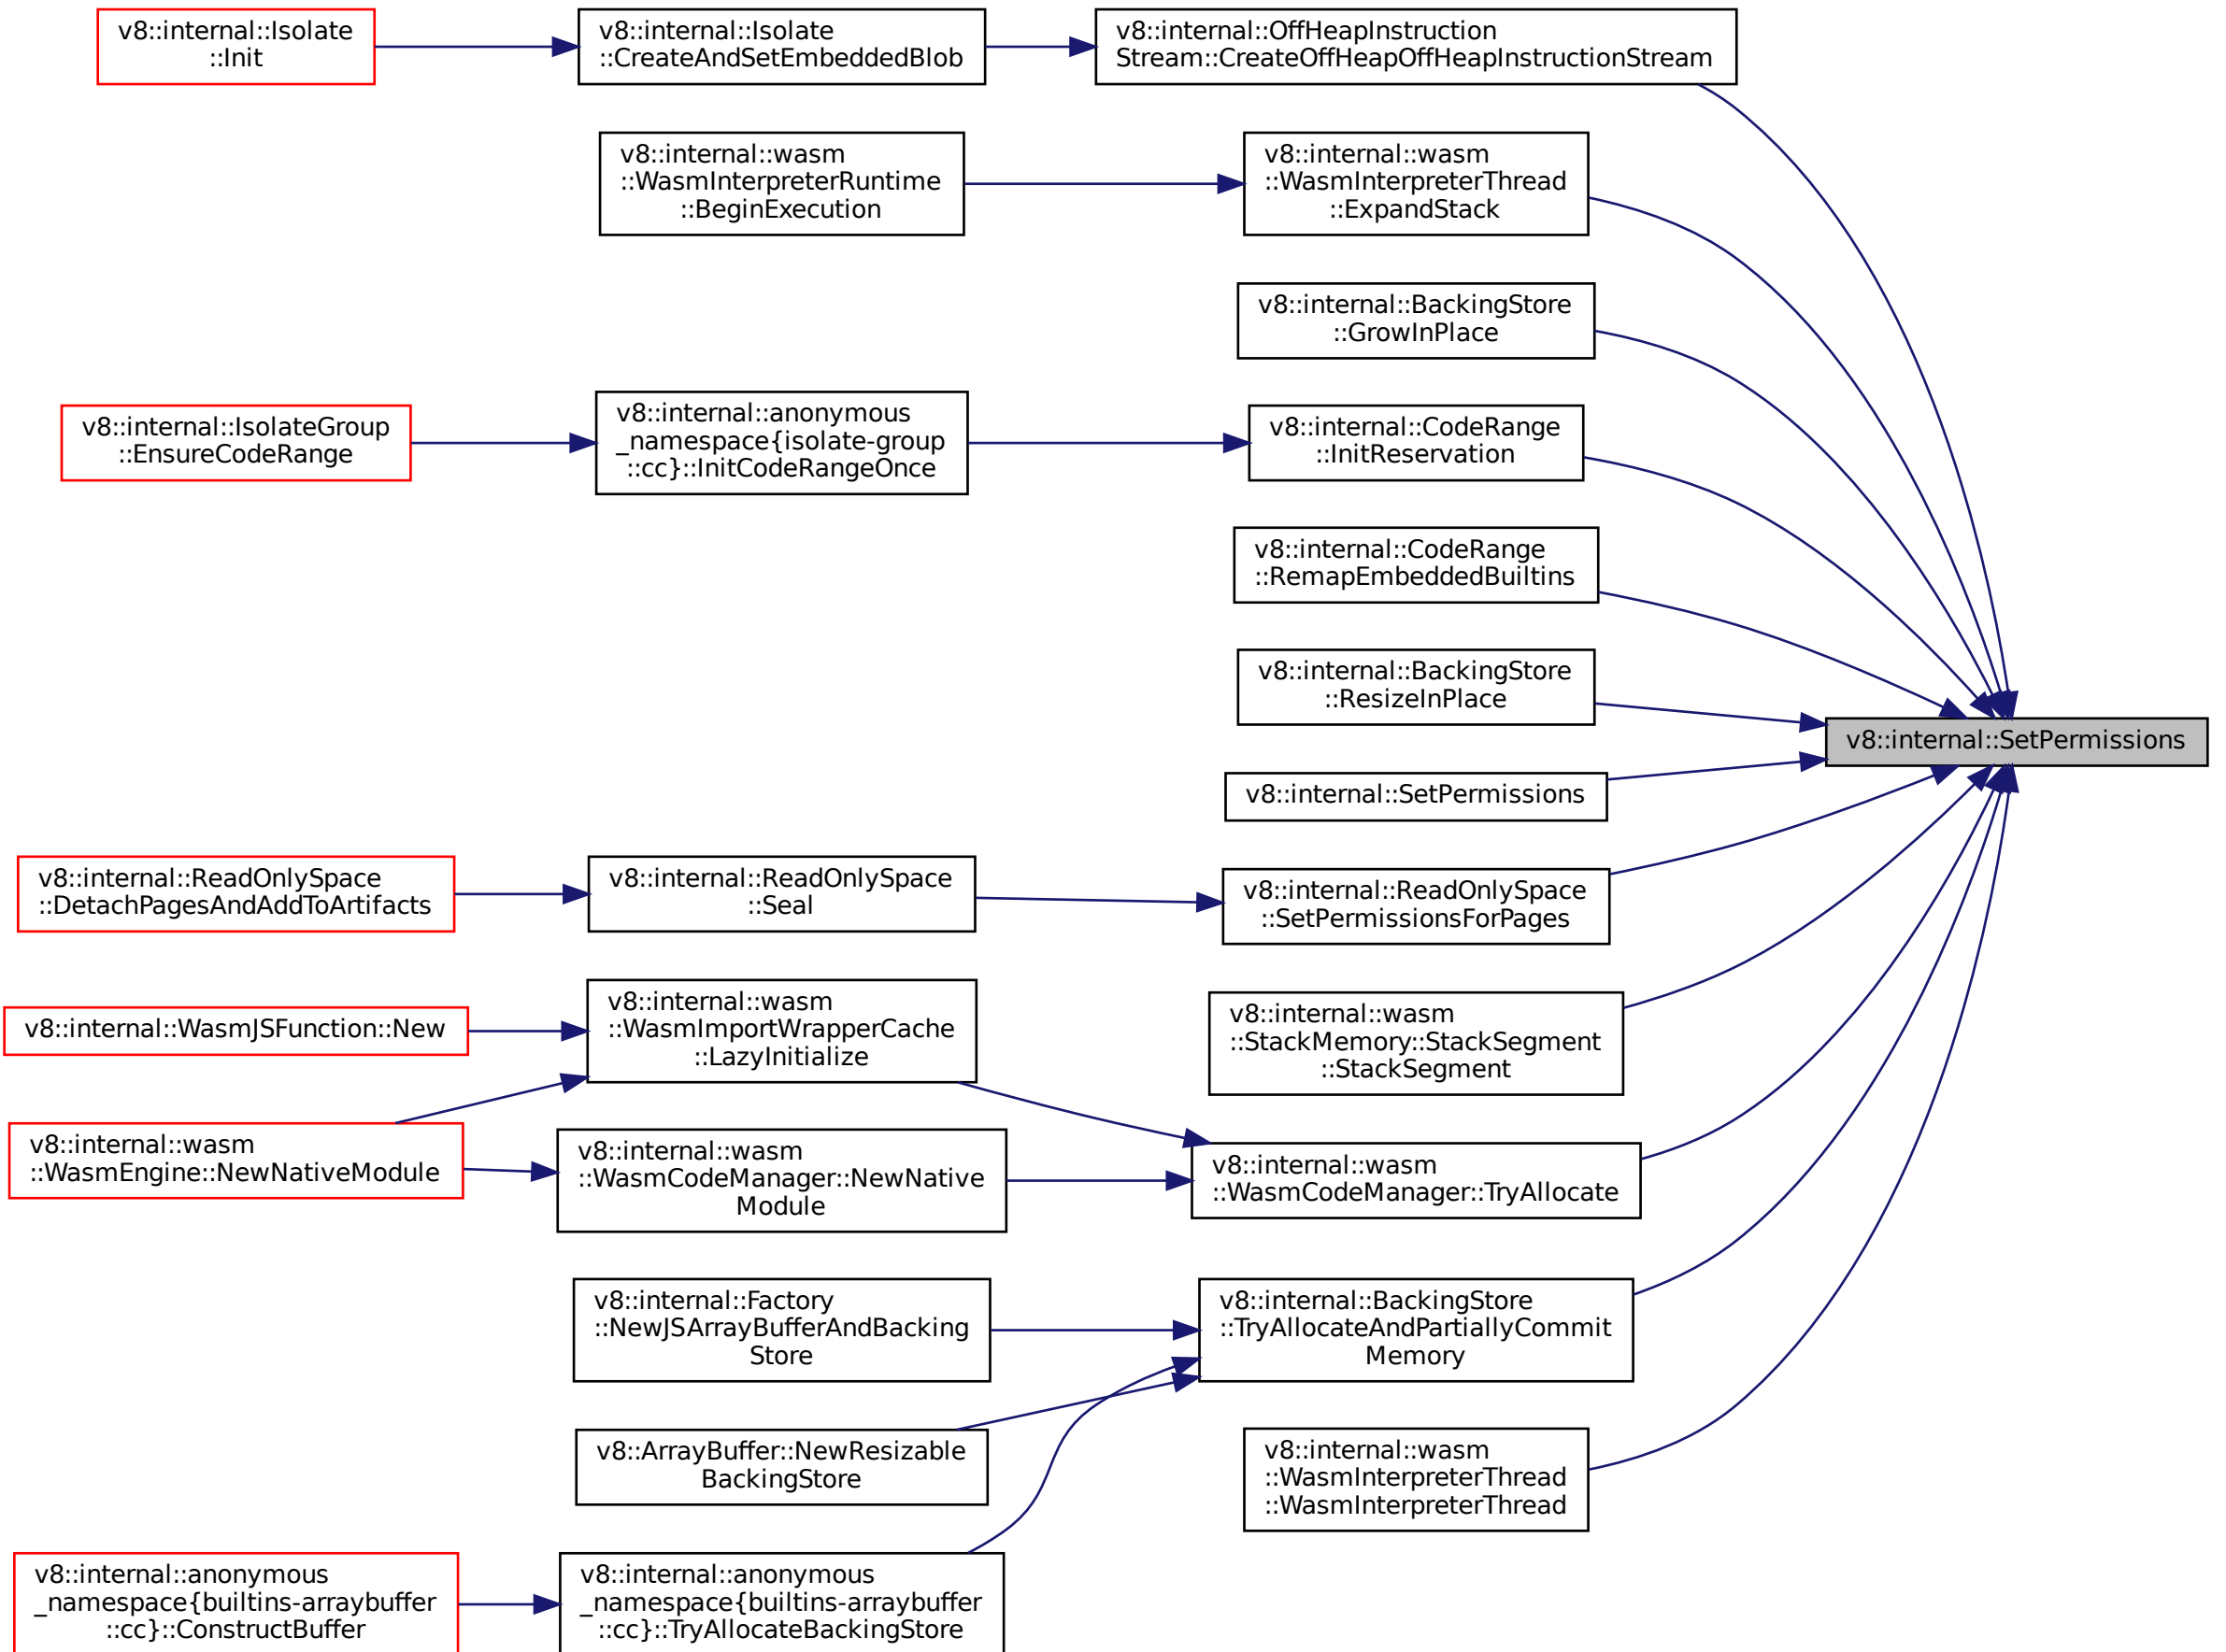 v8::internal::Isolate
::Init
v8::internal::Isolate
::CreateAndSetEmbeddedBlob
v8::internal::OffHeapInstruction
Stream::CreateOffHeapOffHeapInstructionStream
v8::internal::wasm
::WasmInterpreterRuntime
::BeginExecution
v8::internal::wasm
::WasmInterpreterThread
::ExpandStack
v8::internal::BackingStore
::GrowInPlace
v8::internal::IsolateGroup
::EnsureCodeRange
v8::internal::anonymous
_namespace{isolate-group
::cc}::InitCodeRangeOnce
v8::internal::CodeRange
::InitReservation
v8::internal::CodeRange
::RemapEmbeddedBuiltins
v8::internal::BackingStore
::ResizeInPlace
v8::internal::SetPermissions
v8::internal::SetPermissions
v8::internal::ReadOnlySpace
::DetachPagesAndAddToArtifacts
v8::internal::ReadOnlySpace
::Seal
v8::internal::ReadOnlySpace
::SetPermissionsForPages
v8::internal::WasmJSFunction::New
v8::internal::wasm
::WasmImportWrapperCache
::LazyInitialize
v8::internal::wasm
::StackMemory::StackSegment
::StackSegment
v8::internal::wasm
::WasmEngine::NewNativeModule
v8::internal::wasm
::WasmCodeManager::NewNative
Module
v8::internal::wasm
::WasmCodeManager::TryAllocate
v8::internal::Factory
::NewJSArrayBufferAndBacking
Store
v8::internal::BackingStore
::TryAllocateAndPartiallyCommit
Memory
v8::ArrayBuffer::NewResizable
BackingStore
v8::internal::wasm
::WasmInterpreterThread
::WasmInterpreterThread
v8::internal::anonymous
_namespace{builtins-arraybuffer
::cc}::ConstructBuffer
v8::internal::anonymous
_namespace{builtins-arraybuffer
::cc}::TryAllocateBackingStore